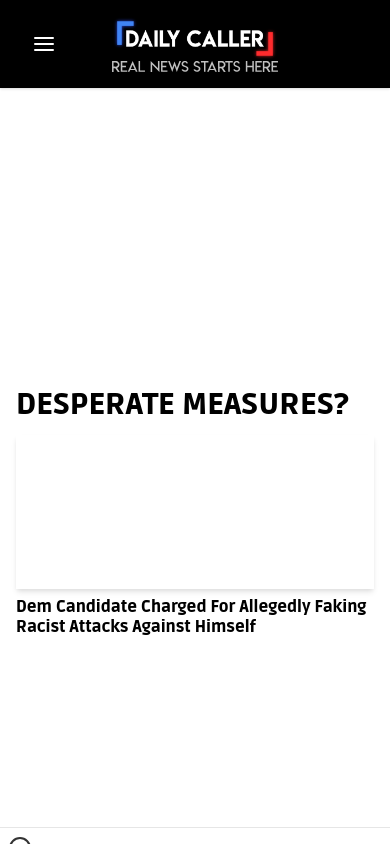 DAILY CALLER
REAL NEWS STARTS HERE
DESPERATE MEASURES?
Dem Candidate Charged For Allegedly Faking
Racist Attacks Against Himself